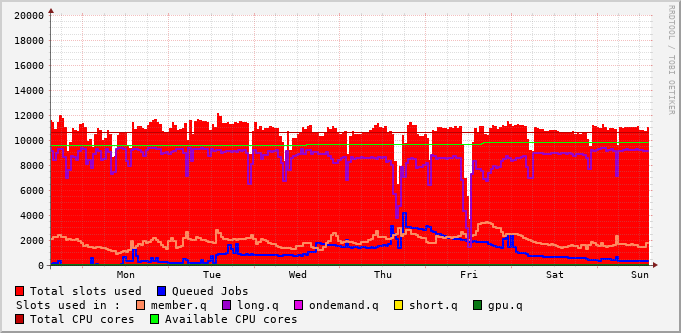 20000
18000
16000
14000
12000
10000
8000
6000
4000
2000
0
Mon Tue Wed Thu Fri Sat Sun
Total slots used Queued Jobs
Slots used in : member.q long.q ondemand.q short.q gpu.q
Total CPU cores Available CPU cores
RRDTOOL / TOBI OETIKER